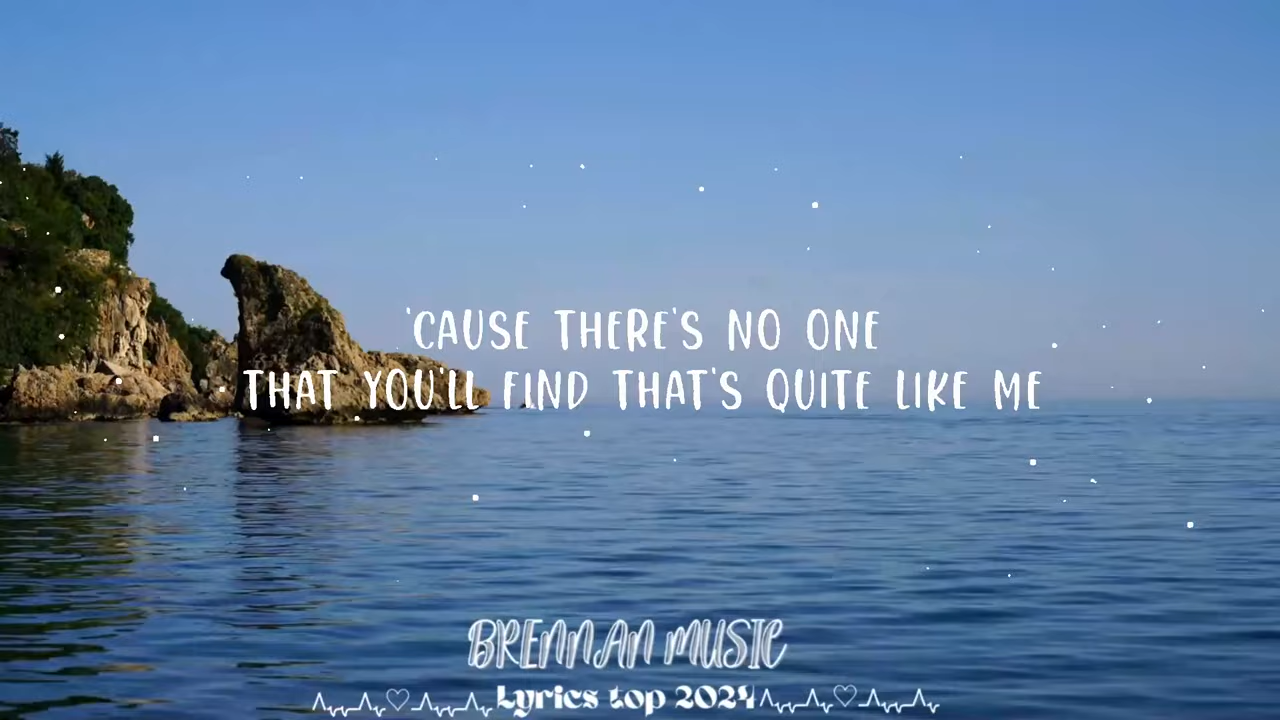 'CAUSE THERE'S NO ONE
THAT YOU'LL FIND THAT'S QUITE LIKE ME
BRENNAN MUSIC
Lyrics top 2024